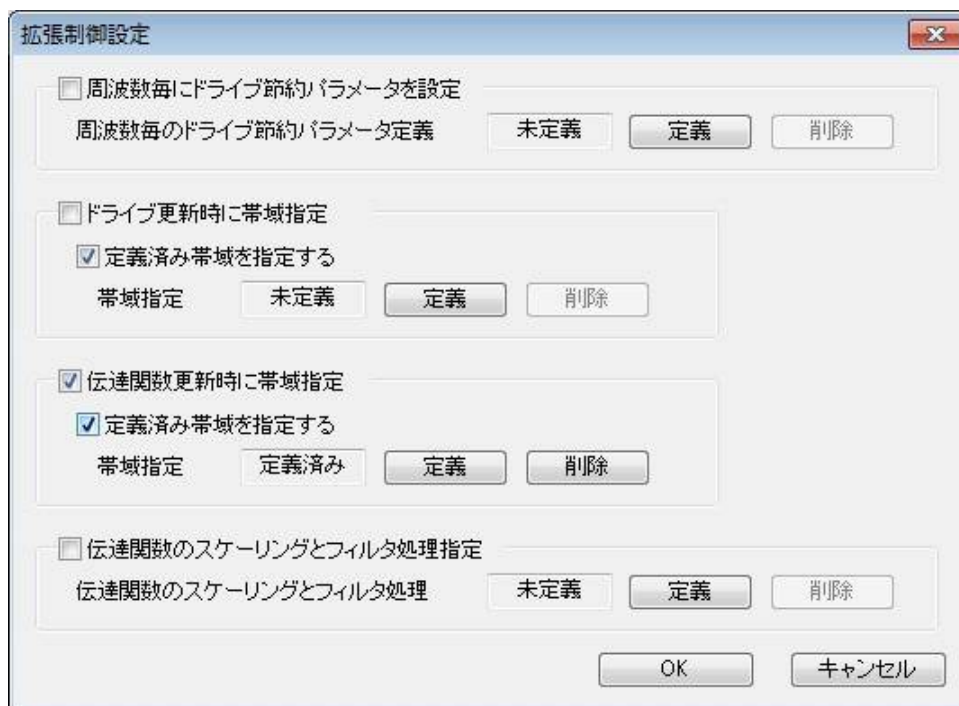 拡張制御設定
周波数毎にドライブ節約パラメータを設定
周波数毎のドライブ節約パラメータ定義 未定義 定義 削除
ドライブ更新時に帯域指定
定義済み帯域を指定する
帯域指定 未定義 定義 削除
伝達関数更新時に帯域指定
定義済み帯域を指定する
帯域指定 定義済み 定義 削除
伝達関数のスケーリングとフィルタ処理指定
伝達関数のスケーリングとフィルタ処理 未定義 定義 削除
OK キャンセル